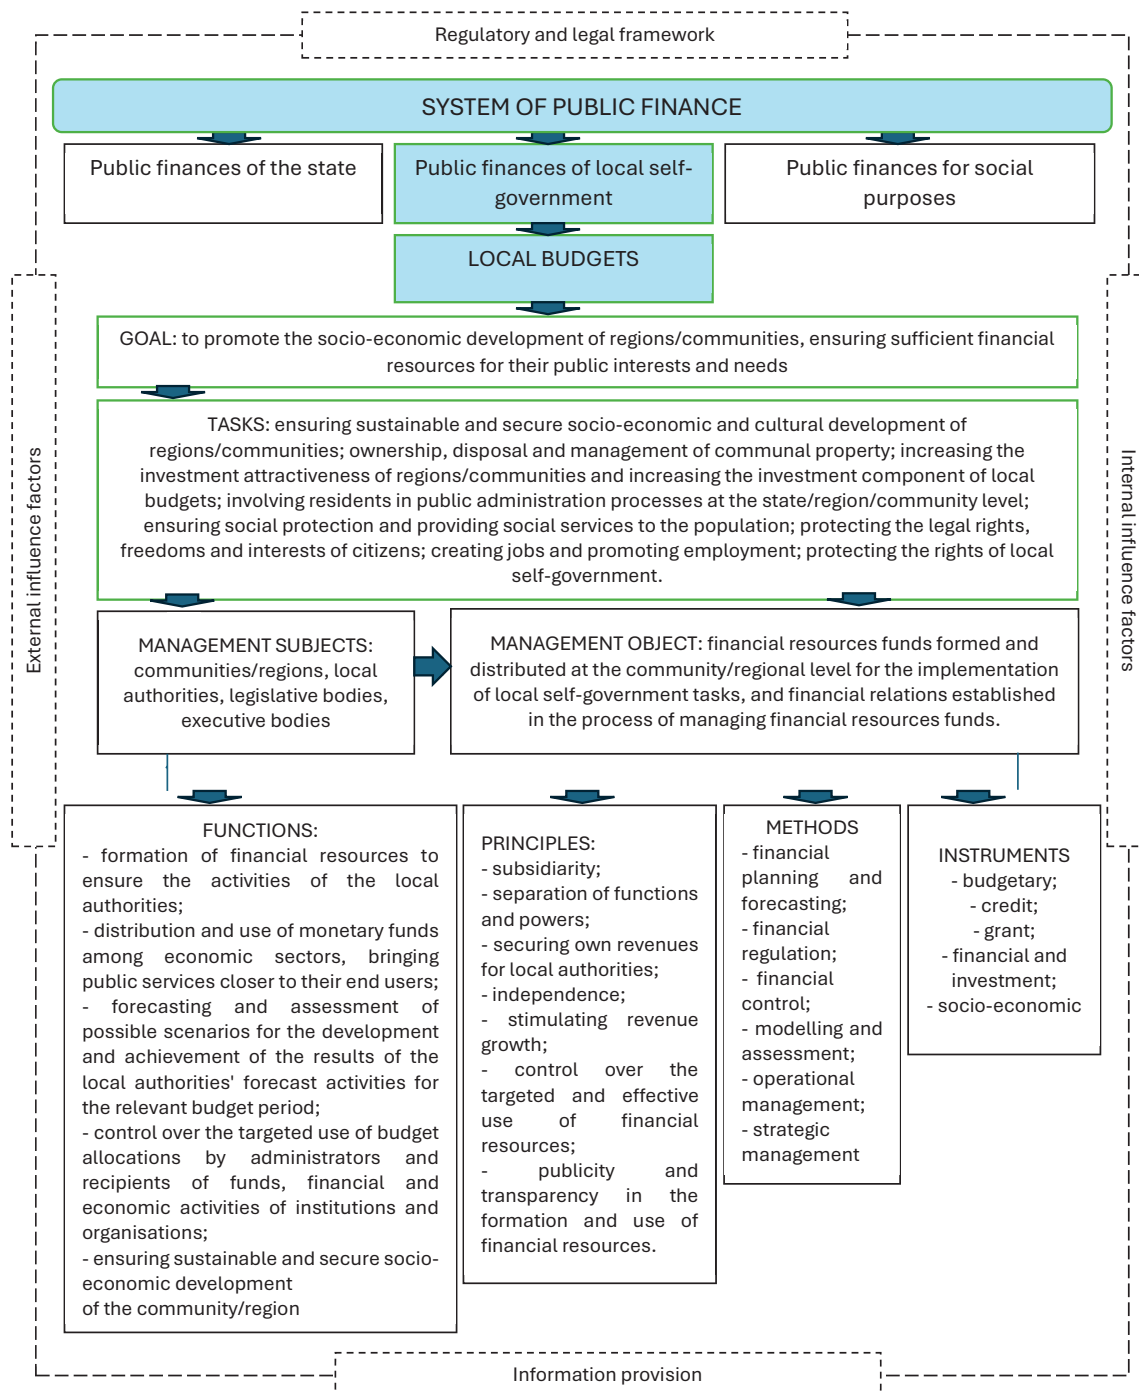 Regulatory and legal framework
SYSTEM OF PUBLIC FINANCE
Public finances of the state
Public finances of local self-
government
Public finances for social
purposes
LOCAL BUDGETS
GOAL: to promote the socio-economic development of regions/communities, ensuring sufficient financial
resources for their public interests and needs
TASKS: ensuring sustainable and secure socio-economic and cultural development of
regions/communities; ownership, disposal and management of communal property; increasing the
investment attractiveness of regions/communities and increasing the investment component of local
budgets; involving residents in public administration processes at the state/region/community level;
ensuring social protection and providing social services to the population; protecting the legal rights,
freedoms and interests of citizens; creating jobs and promoting employment; protecting the rights of local
self-government.
External influence factors
Internal influence factors
MANAGEMENT SUBJECTS:
communities/regions, local
authorities, legislative bodies,
executive bodies
MANAGEMENT OBJECT: financial resources funds formed and
distributed at the community/regional level for the implementation
of local self-government tasks, and financial relations established
in the process of managing financial resources funds.
FUNCTIONS:
- formation of financial resources to
ensure the activities of the local
authorities;
- distribution and use of monetary funds
among economic sectors, bringing
public services closer to their end users;
- forecasting and assessment of
possible scenarios for the development
and achievement of the results of the
local authorities' forecast activities for
the relevant budget period;
- control over the targeted use of budget
allocations by administrators and
recipients of funds, financial and
economic activities of institutions and
organisations;
- ensuring sustainable and secure socio-
economic development
of the community/region
PRINCIPLES:
- subsidiarity;
- separation of functions
and powers;
- securing own revenues
for local authorities;
- independence;
- stimulating revenue
growth;
- control over the
targeted and effective
use of financial
resources;
- publicity and
transparency in the
formation and use of
financial resources.
METHODS
- financial
planning and
forecasting;
- financial
regulation;
- financial
control;
- modelling and
assessment;
- operational
management;
- strategic
management
INSTRUMENTS
- budgetary;
- credit;
- grant;
- financial and
investment;
- socio-economic
Information provision